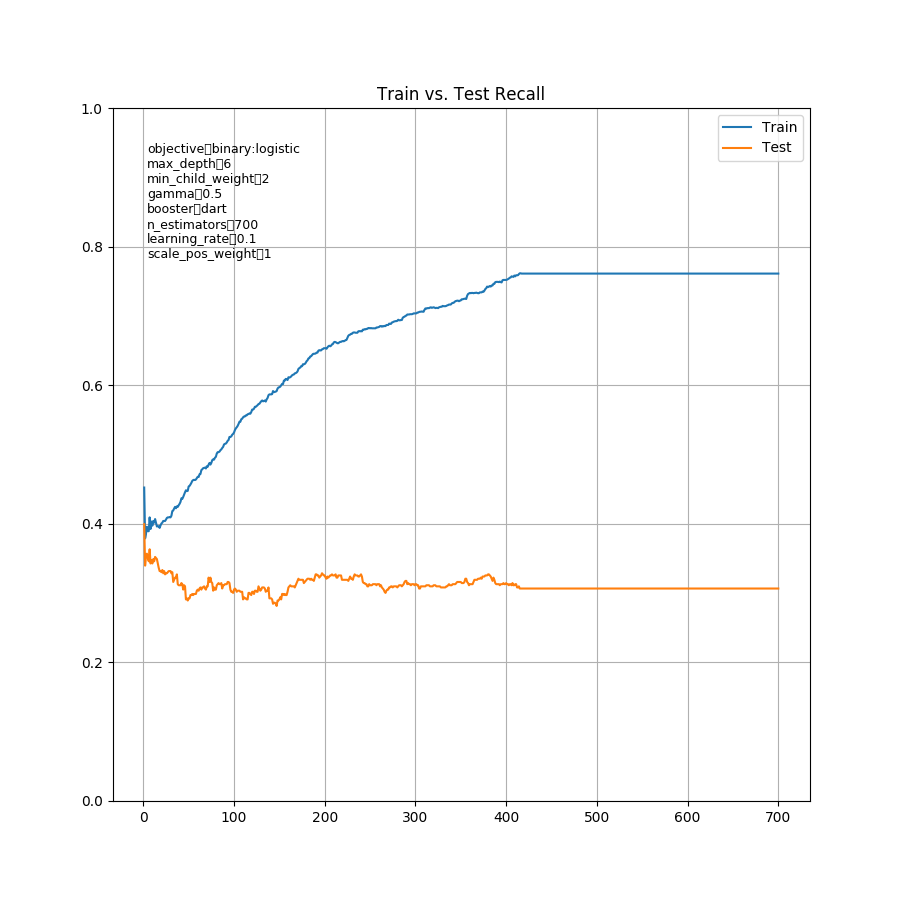 Train vs. Test Recall
1.0
0.8
0.6
0.4
0.2
0.0
objective▯binary:logistic
max_depth▯6
min_child_weight▯2
gamma▯0.5
booster▯dart
n_estimators▯700
learning_rate▯0.1
scale_pos_weight▯1
Train
Test
0 100 200 300 400 500 600 700